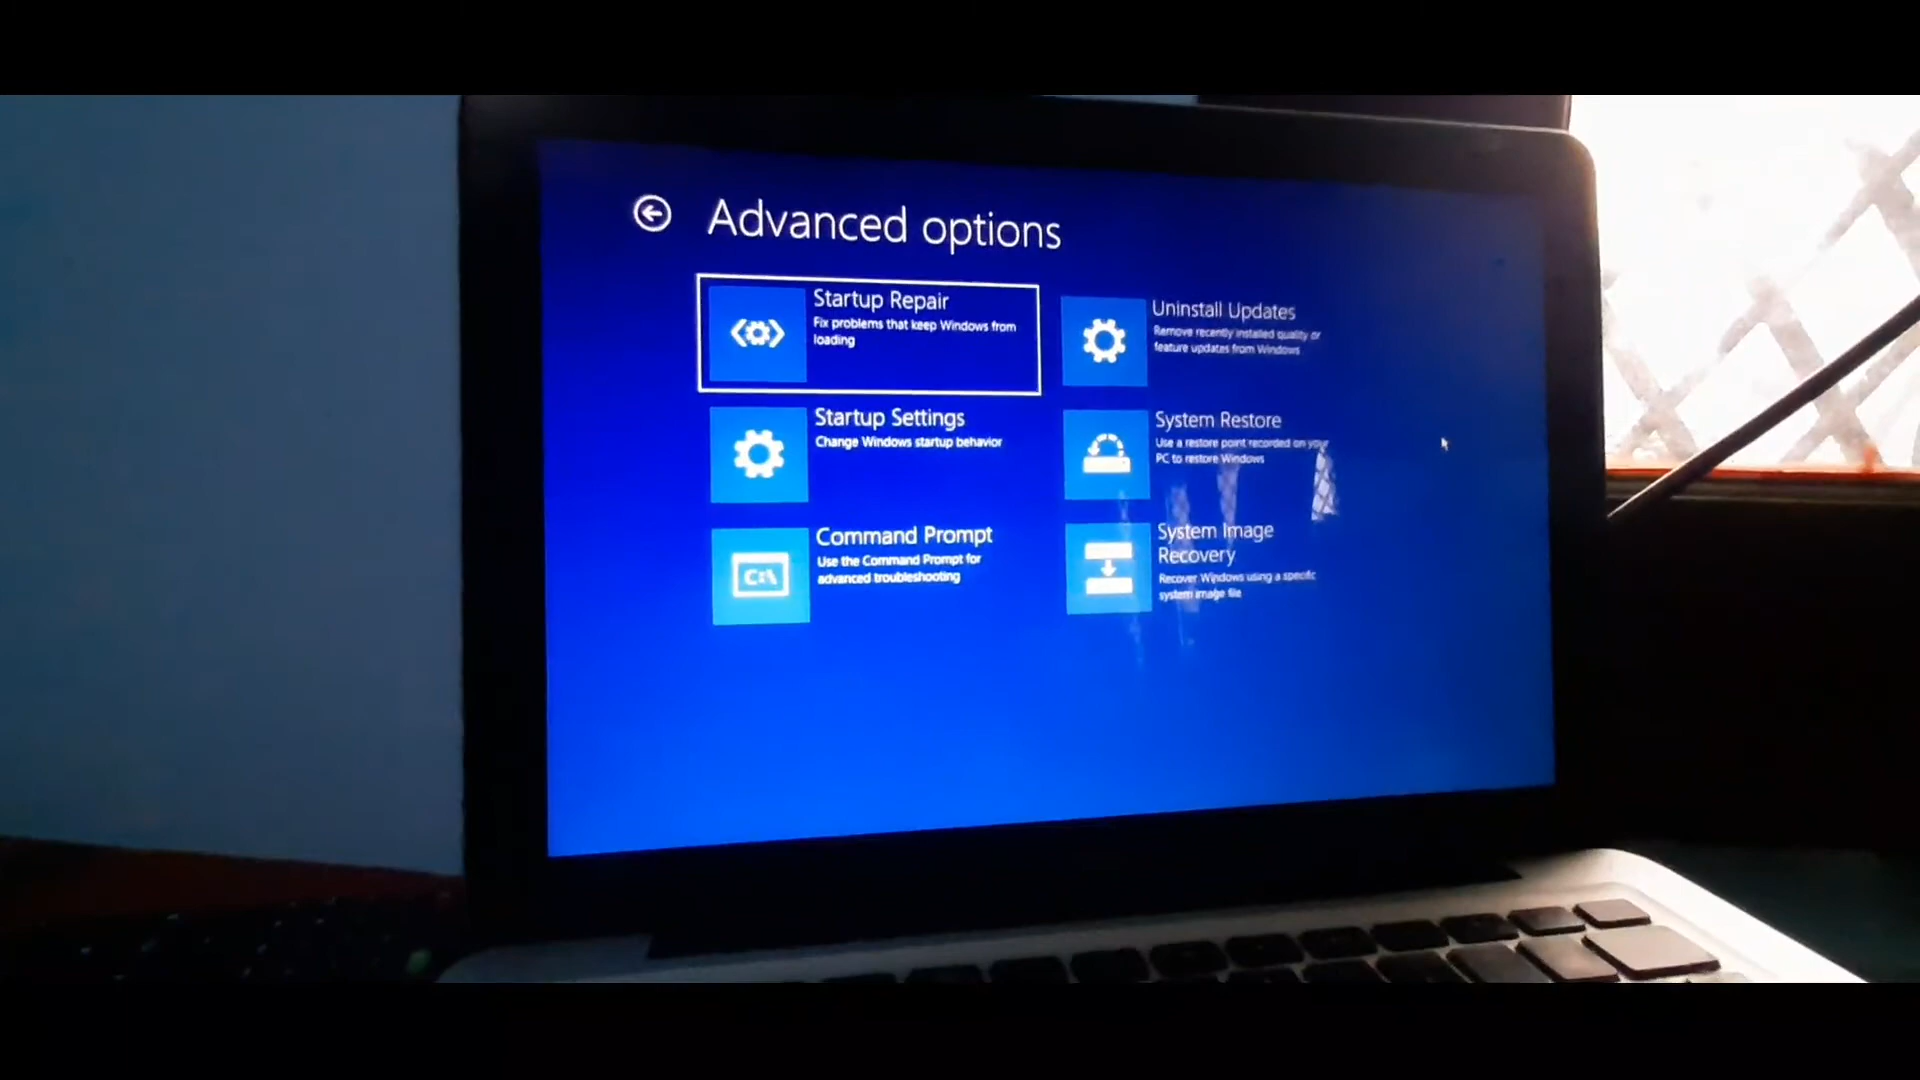 Advanced options
Startup Repair
Fix problems that keep Windows from
loading
Startup Settings
Change Windows startup behavior
Command Prompt
Use the Command Prompt for
advanced troubleshooting
C:\
Uninstall Updates
Remove recently installed quality or
feature updates from Windows
System Restore
Use a restore point recorded on your
PC to restore Windows
System Image
Recovery
Recover Windows using a specific
system image file